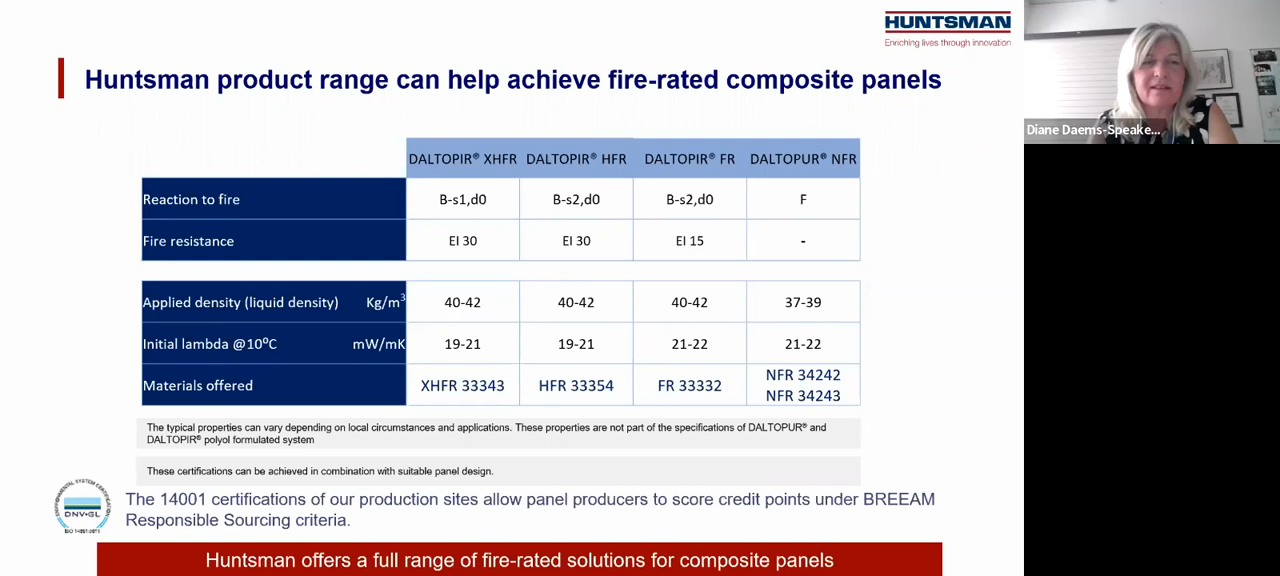 HUNTSMAN
Enriching lives through innovation
Huntsman product range can help achieve fire-rated composite panels
Diane Daems-Speake...
DALTOPIR® XHFR DALTOPIR® HFR DALTOPIR® FR DALTOPUR® NFR
Reaction to fire B-s1,d0 B-s2,d0 B-s2,d0 F
Fire resistance EI 30 EI 30 EI 15 -
Applied density (liquid density) Kg/m³ 40-42 40-42 40-42 37-39
Initial lambda @10⁰C mW/mK 19-21 19-21 21-22 21-22
Materials offered XHFR 33343 HFR 33354 FR 33332 NFR 34242
NFR 34243
The typical properties can vary depending on local circumstances and applications. These properties are not part of the specifications of DALTOPUR® and
DALTOPIR® polyol formulated system
These certifications can be achieved in combination with suitable panel design.
DNV·GL
The 14001 certifications of our production sites allow panel producers to score credit points under BREEAM
Responsible Sourcing criteria.
Huntsman offers a full range of fire-rated solutions for composite panels